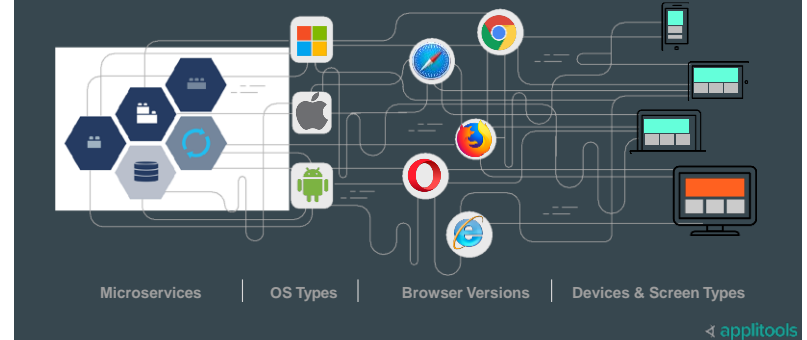 Microservices
OS Types
Browser Versions
Devices & Screen Types
applitools